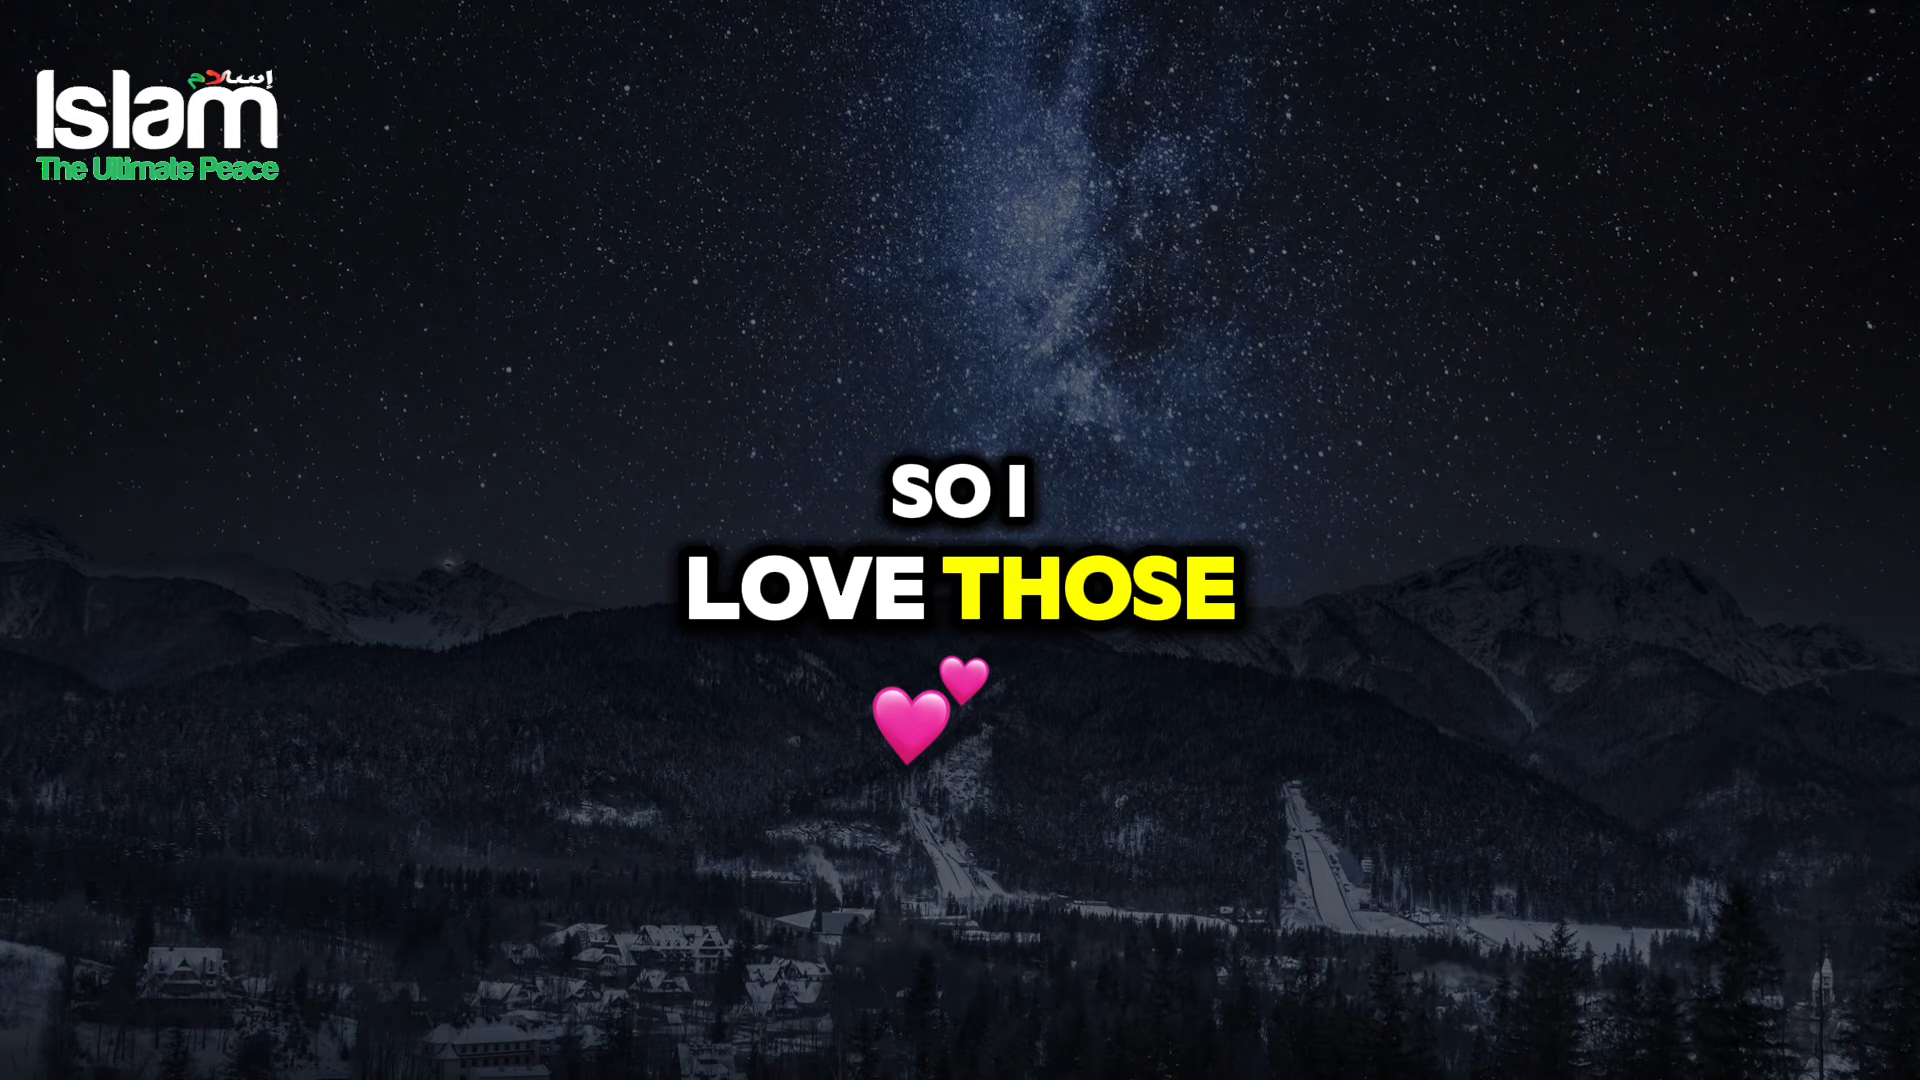 إسلام
Islam
The Ultimate Peace
SO I
LOVE THOSE